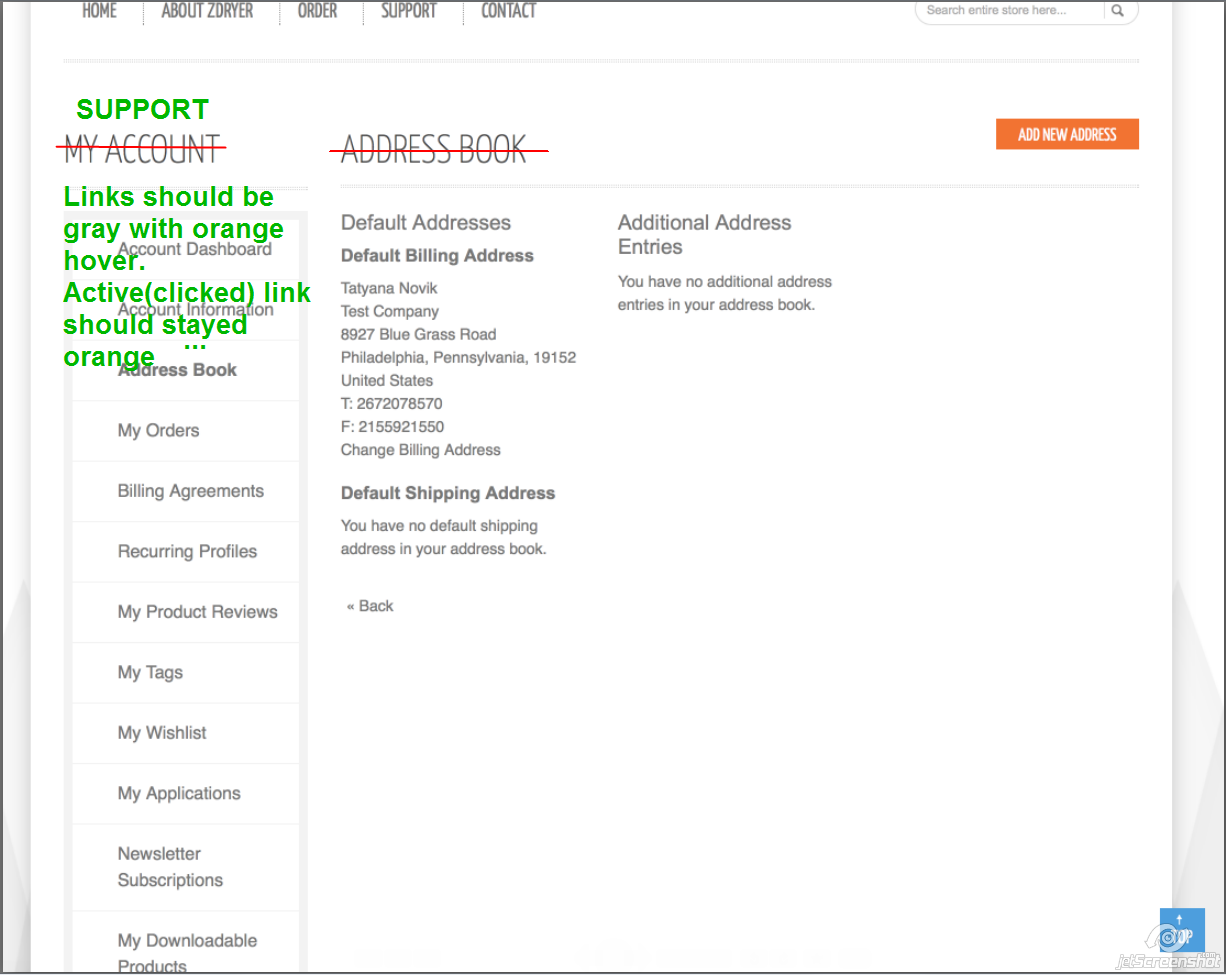 HOME ABOUT ZDRYER ORDER SUPPORT CONTACT
Search entire store here...
SUPPORT
MY ACCOUNT
ADDRESS BOOK
ADD NEW ADDRESS
Links should be
gray with orange
hover.
Active(clicked) link
should stayed
orange ...
Account Dashboard
Account Information
Address Book
My Orders
Billing Agreements
Recurring Profiles
My Product Reviews
My Tags
My Wishlist
My Applications
Newsletter
Subscriptions
My Downloadable
Products
Default Addresses
Default Billing Address
Tatyana Novik
Test Company
8927 Blue Grass Road
Philadelphia, Pennsylvania, 19152
United States
T: 2672078570
F: 2155921550
Change Billing Address
Default Shipping Address
You have no default shipping
address in your address book.
« Back
Additional Address
Entries
You have no additional address
entries in your address book.
TOP
jetScreenshot
.com